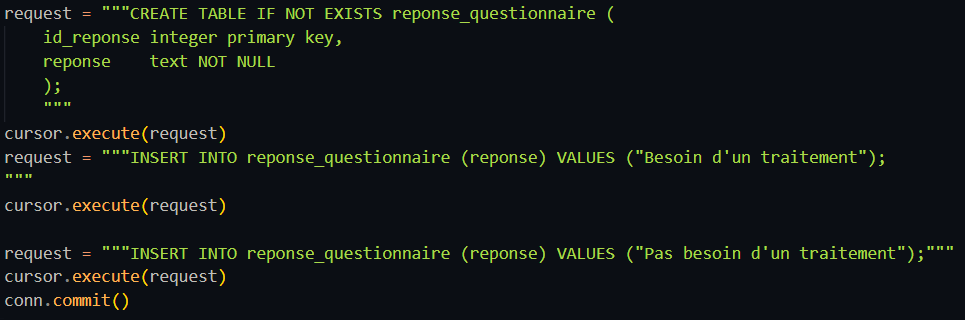 request = """CREATE TABLE IF NOT EXISTS reponse_questionnaire (
    id_reponse integer primary key,
    reponse    text NOT NULL
    );
    """
cursor.execute(request)
request = """INSERT INTO reponse_questionnaire (reponse) VALUES ("Besoin d'un traitement");
"""
cursor.execute(request)

request = """INSERT INTO reponse_questionnaire (reponse) VALUES ("Pas besoin d'un traitement");"""
cursor.execute(request)
conn.commit()